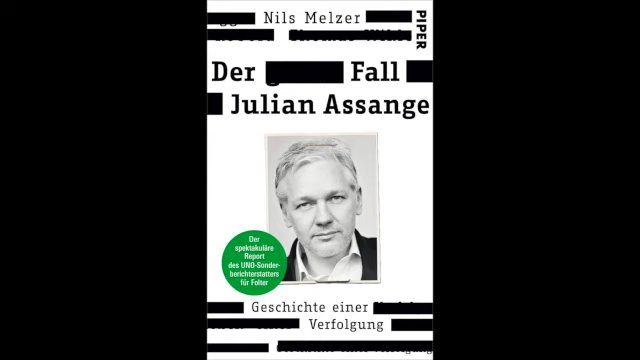 Nils Melzer
PIPER
Der Fall
Julian Assange
Der
spektakuläre
Report
des UNO-Sonder-
berichterstatters
für Folter
Geschichte einer
Verfolgung